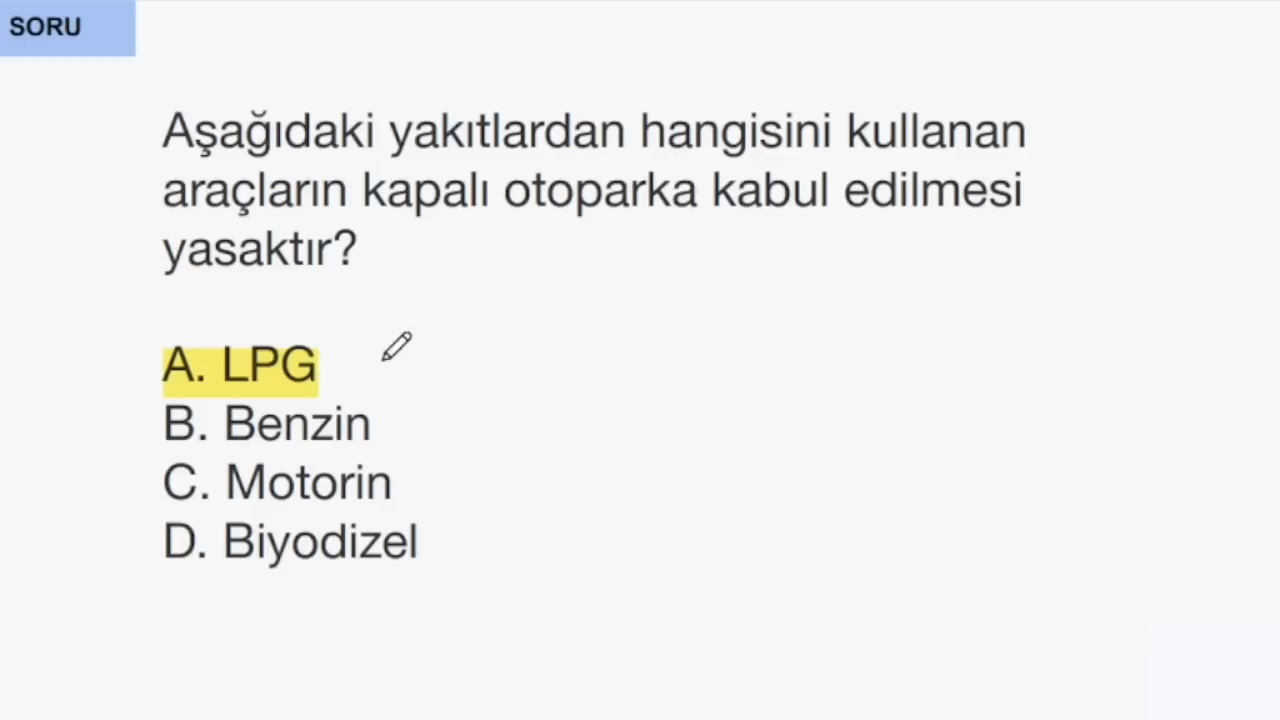 SORU
Aşağıdaki yakıtlardan hangisini kullanan
araçların kapalı otoparka kabul edilmesi
yasaktır?
A. LPG
B. Benzin
C. Motorin
D. Biyodizel